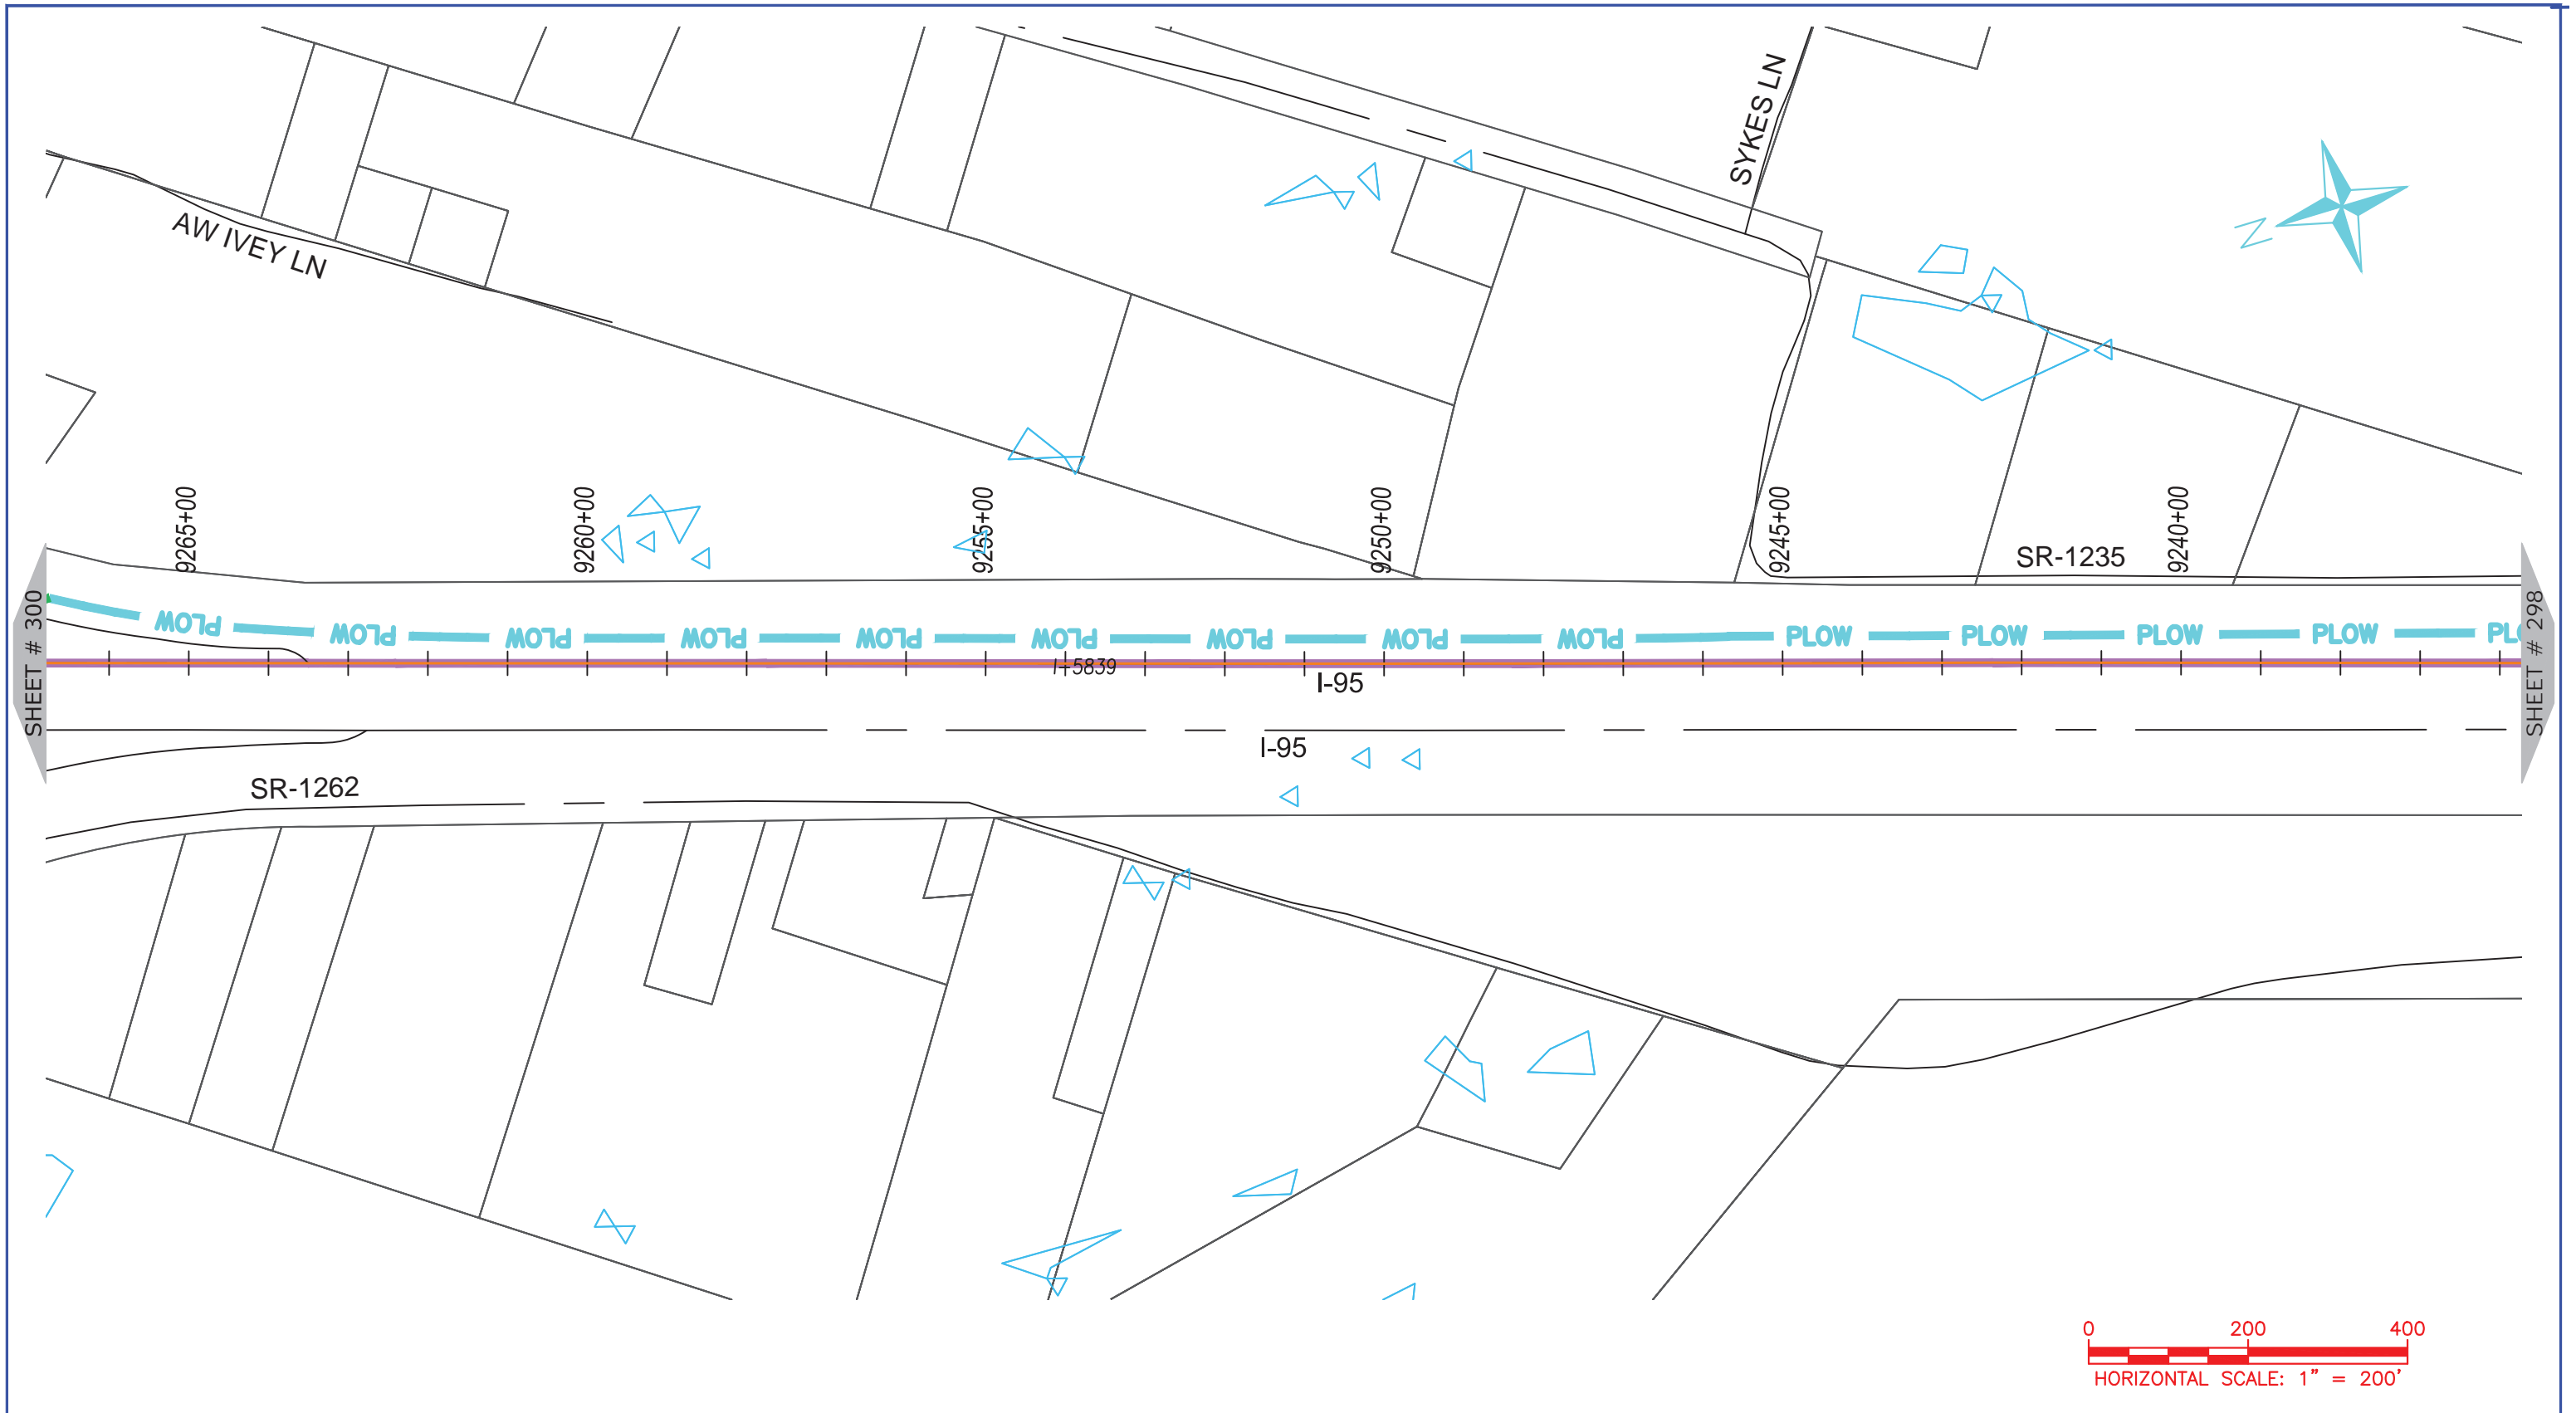 SYKES LN
AW IVEY LN
N
9265+00
9260+00
9255+00
9250+00
9245+00
9240+00
SR-1235
SHEET # 300
PLOW PLOW PLOW PLOW PLOW PLOW PLOW PLOW PLOW PLOW PLOW PLOW PLOW PLO
SHEET # 298
I-5839
I-95
I-95
SR-1262
0 200 400
HORIZONTAL SCALE: 1" = 200'